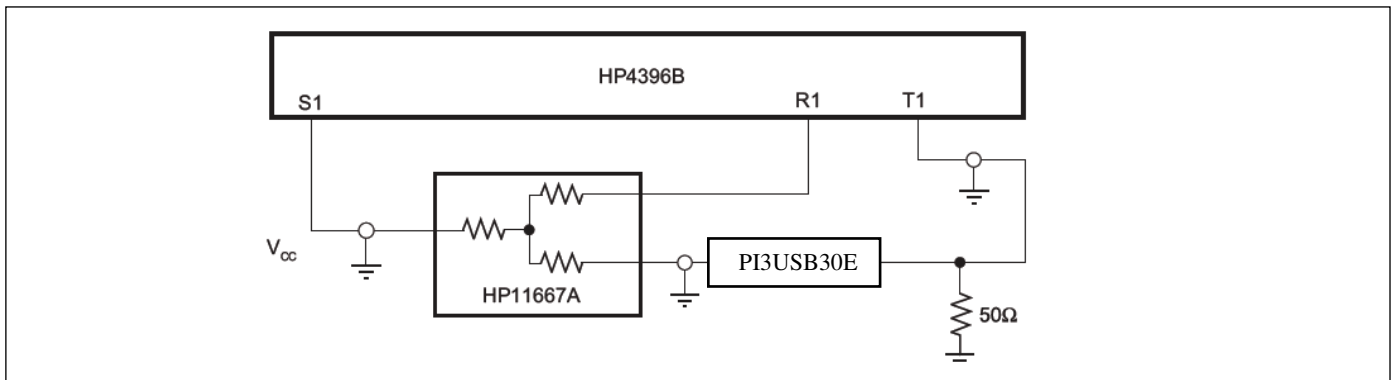 HP4396B
S1
R1
T1
V_CC
HP11667A
PI3USB30E
50Ω